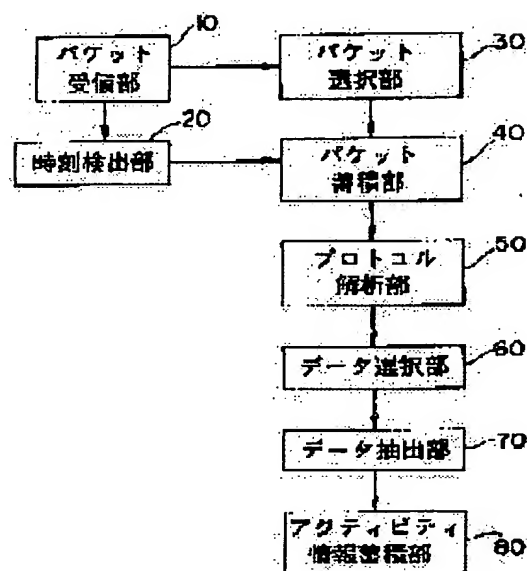 10
パケット
受信部
20
時刻検出部
30
パケット
選択部
40
パケット
蓄積部
50
プロトコル
解断部
60
データ選択部
70
データ抽出部
アクティビティ
情報蓄積部
80